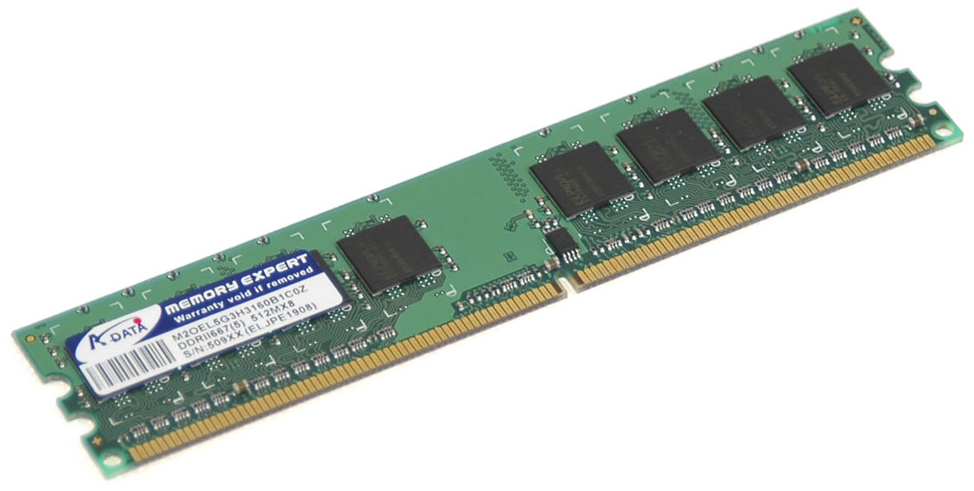 MEMORY EXPERT
Warranty void if removed
A-DATA
M2OEL5G3H3160B1C0Z
DDRII667(5) 512MX8
S/N:509XX(ELJPE1908)